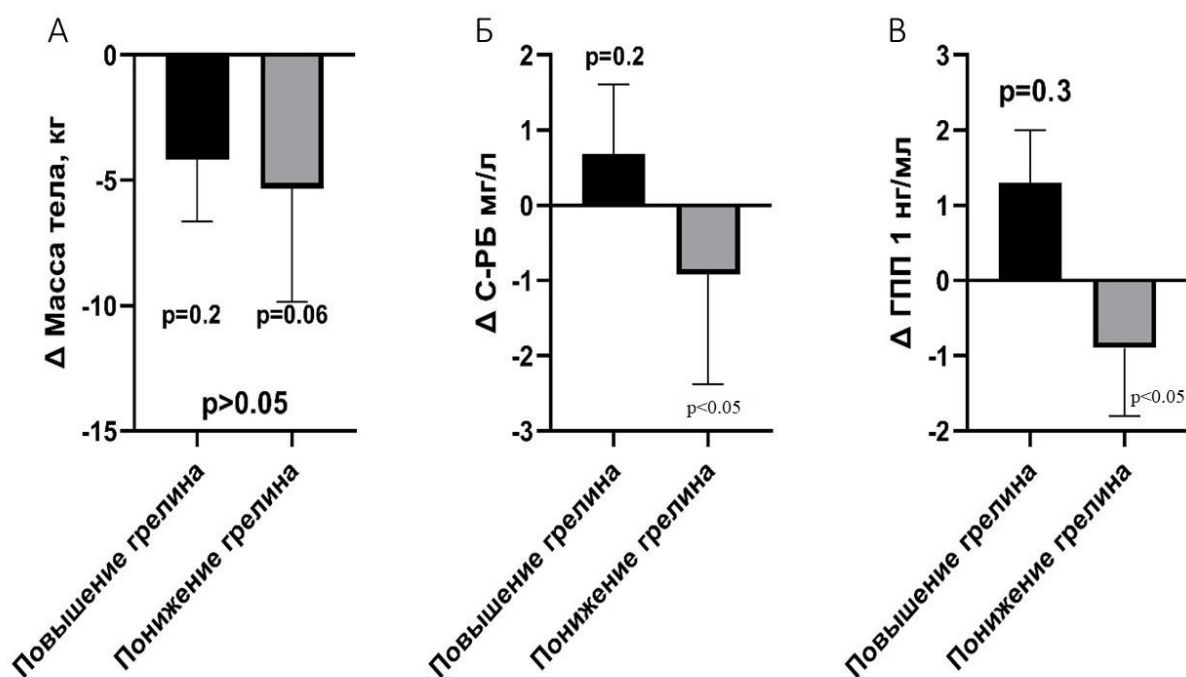 А
Δ Масса тела, кг
0
-5
-10
-15
p=0.2
p=0.06
p>0.05
Повышение грелина
Понижение грелина
Б
Δ С-РБ мг/л
2
1
0
-1
-2
-3
p=0.2
p<0.05
Повышение грелина
Понижение грелина
В
Δ ГПП 1 нг/мл
3
2
1
0
-1
-2
p=0.3
p<0.05
Повышение грелина
Понижение грелина